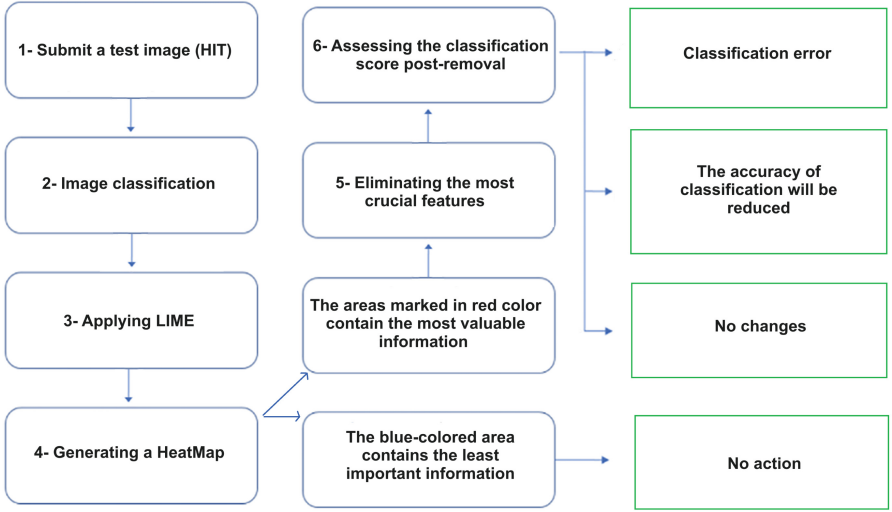 1- Submit a test image (HIT)
2- Image classification
3- Applying LIME
4- Generating a HeatMap
6- Assessing the classification
score post-removal
5- Eliminating the most
crucial features
The areas marked in red color
contain the most valuable
information
The blue-colored area
contains the least
important information
Classification error
The accuracy of
classification will be
reduced
No changes
No action